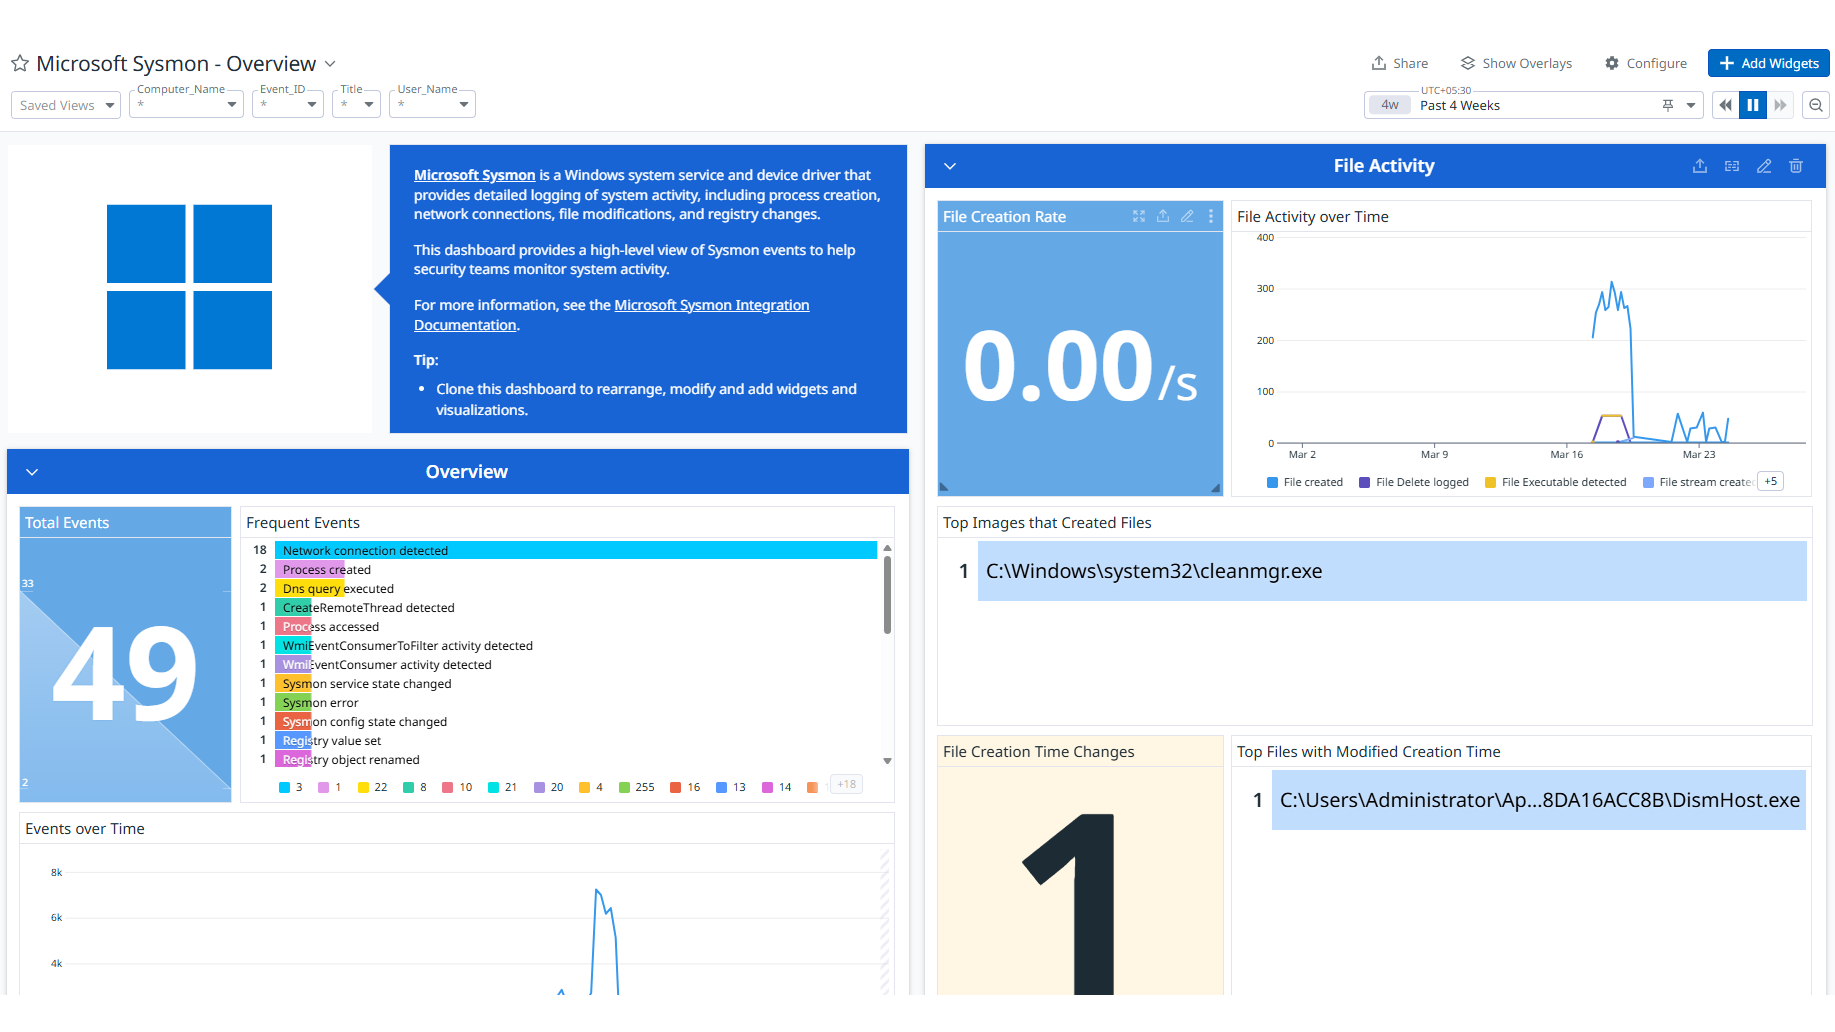 Microsoft Sysmon - Overview
Share
Show Overlays
Configure
Add Widgets
Saved Views
Computer_Name
*
Event_ID
*
Title
*
User_Name
*
UTC+05:30
4w
Past 4 Weeks
Microsoft Sysmon is a Windows system service and device driver that
provides detailed logging of system activity, including process creation,
network connections, file modifications, and registry changes.
This dashboard provides a high-level view of Sysmon events to help
security teams monitor system activity.
For more information, see the Microsoft Sysmon Integration
Documentation.
Tip:
• Clone this dashboard to rearrange, modify and add widgets and
visualizations.
Overview
Total Events
33
49
2
Frequent Events
18 Network connection detected
2 Process created
2 Dns query executed
1 CreateRemoteThread detected
1 Process accessed
1 WmiEventConsumerToFilter activity detected
1 WmiEventConsumer activity detected
1 Sysmon service state changed
1 Sysmon error
1 Sysmon config state changed
1 Registry value set
1 Registry object renamed
3 1 22 8 10 21 20 4 255 16 13 14 +18
Events over Time
8k
6k
4k
File Activity
File Creation Rate
0.00/s
File Activity over Time
400
300
200
100
0
Mar 2 Mar 9 Mar 16 Mar 23
File created File Delete logged File Executable detected File stream create +5
Top Images that Created Files
1 C:\Windows\system32\cleanmgr.exe
File Creation Time Changes
1
Top Files with Modified Creation Time
1 C:\Users\Administrator\Ap...8DA16ACC8B\DismHost.exe